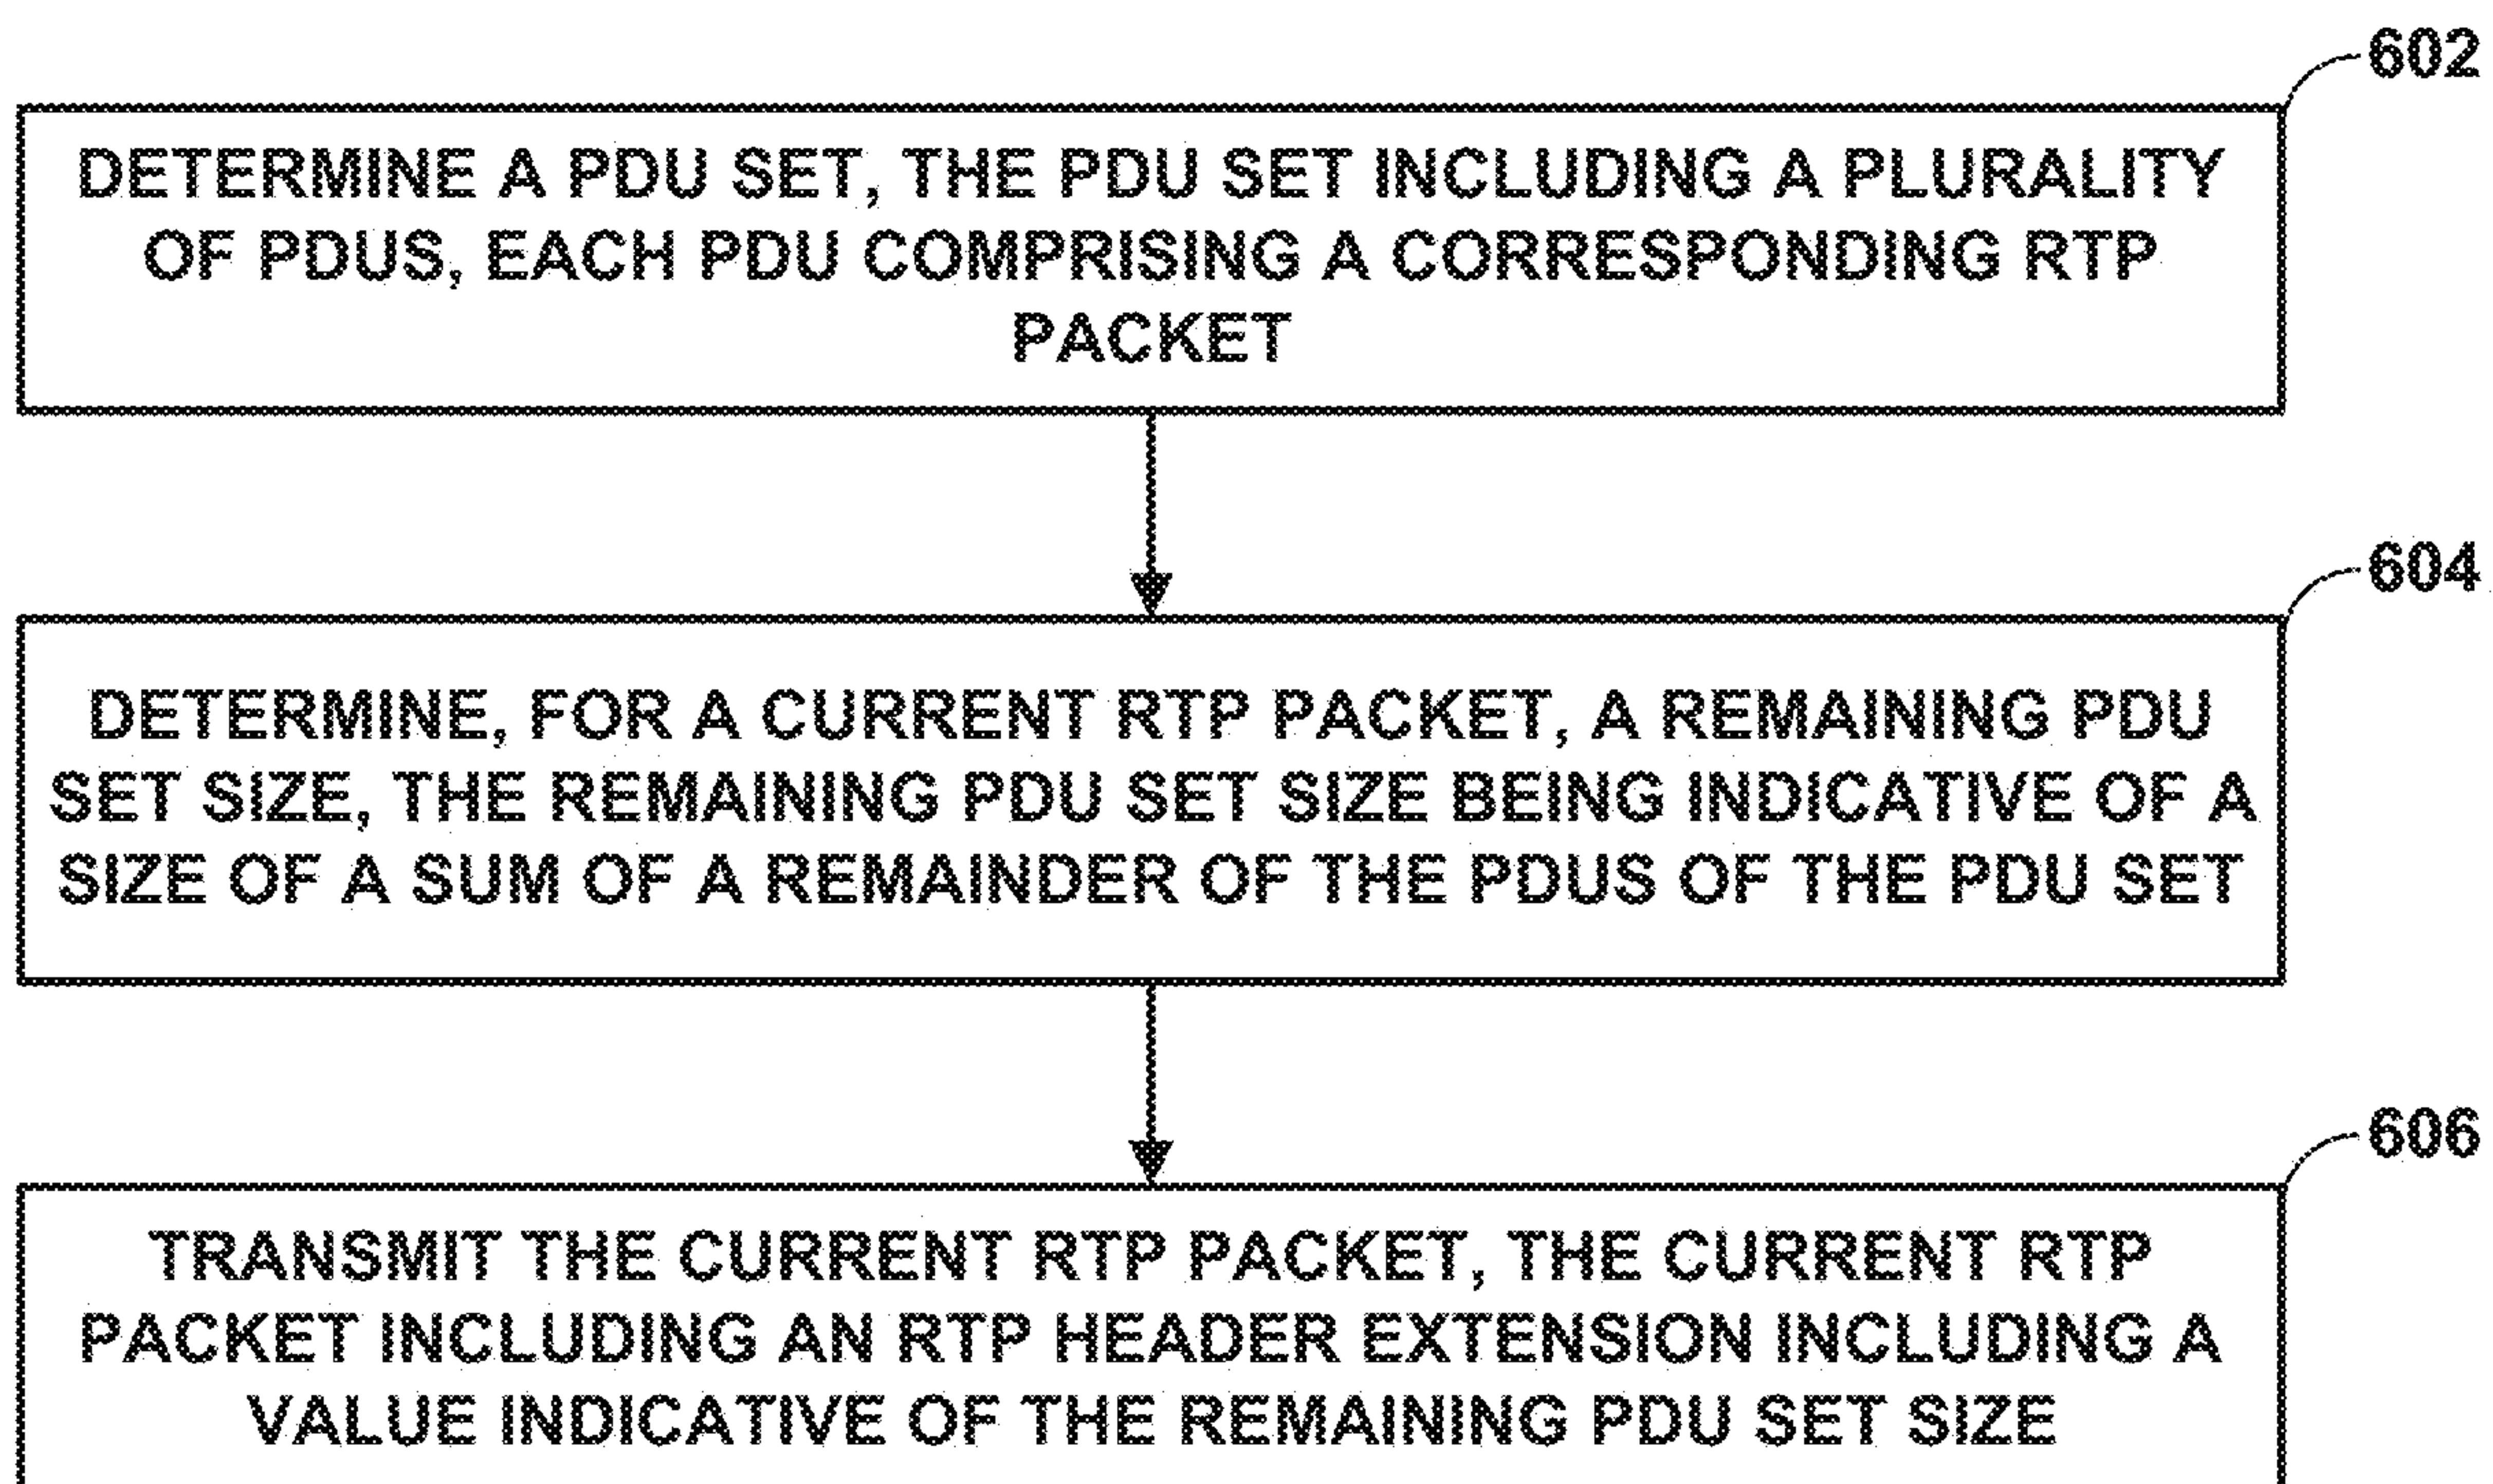 602
DETERMINE A PDU SET, THE PDU SET INCLUDING A PLURALITY
OF PDUS, EACH PDU COMPRISING A CORRESPONDING RTP
PACKET
604
DETERMINE, FOR A CURRENT RTP PACKET, A REMAINING PDU
SET SIZE, THE REMAINING PDU SET SIZE BEING INDICATIVE OF A
SIZE OF A SUM OF A REMAINDER OF THE PDUS OF THE PDU SET
606
TRANSMIT THE CURRENT RTP PACKET, THE CURRENT RTP
PACKET INCLUDING AN RTP HEADER EXTENSION INCLUDING A
VALUE INDICATIVE OF THE REMAINING PDU SET SIZE